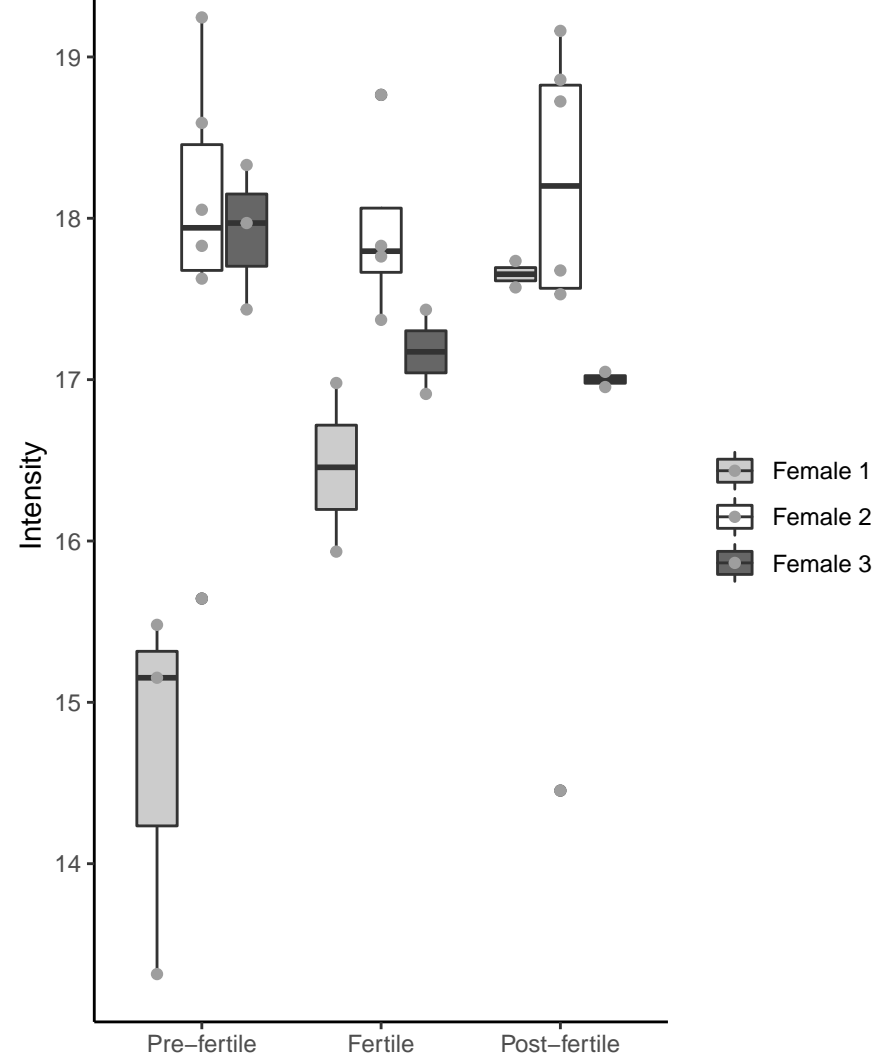 19
18
17
16
15
14
Intensity
Pre−fertile
Fertile
Post−fertile
Female 1
Female 2
Female 3